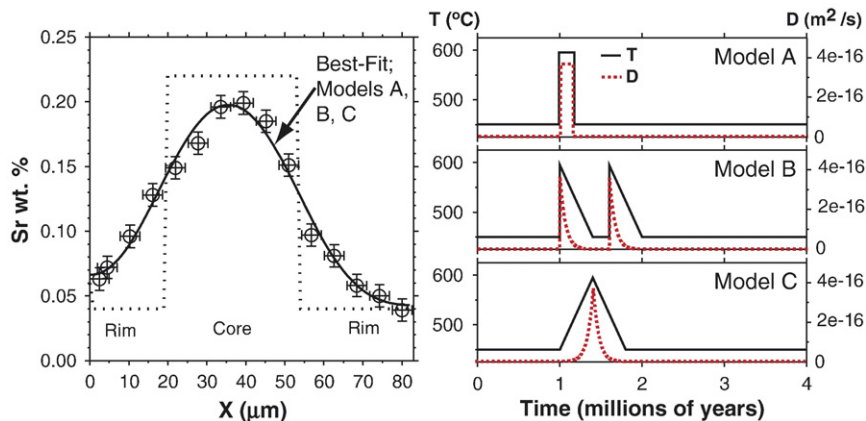 T (ºC)
D (m2 /s)
0.25
0.20
0.15
0.10
0.05
0.00
Sr wt. %
Best-Fit;
Models A,
B, C
Rim
Core
Rim
0 10 20 30 40 50 60 70 80
X (µm)
600
500
T
D
Model A
4e-16
2e-16
0
600
500
Model B
4e-16
2e-16
0
600
500
Model C
4e-16
2e-16
0
0 1 2 3 4
Time (millions of years)